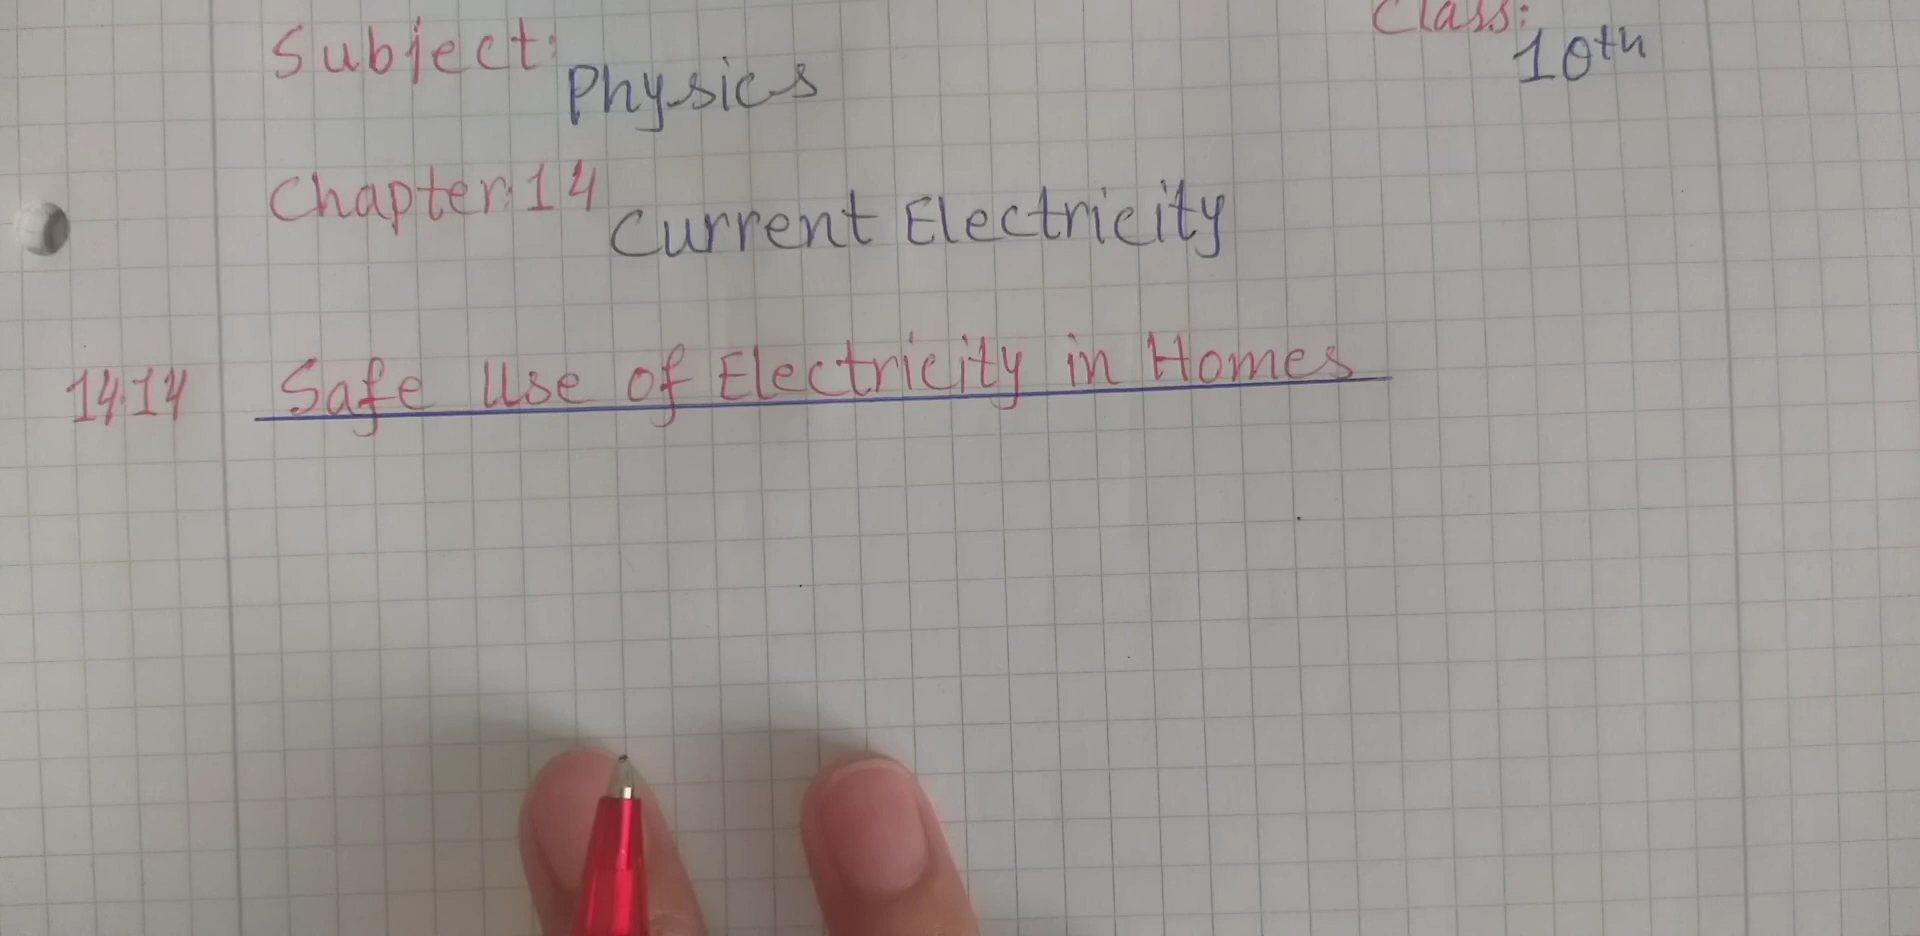 Subject: Class:
Physics 10th
Chapter:14
Current Electricity
14.14 Safe Use of Electricity in Homes